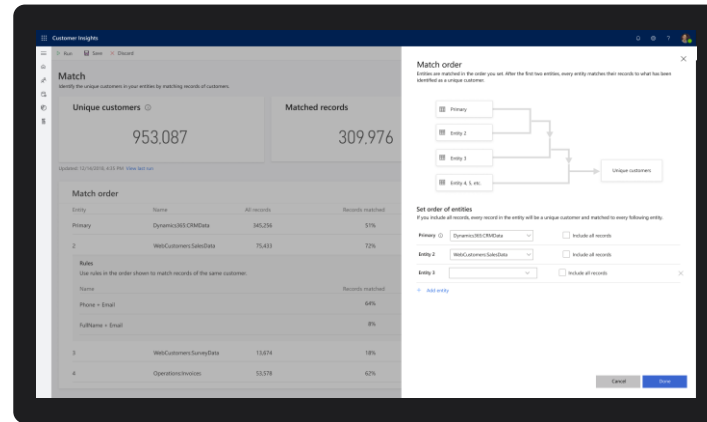 Customer Insights
?
Run Save Discard
Match
Identify the unique customers in your entities by matching records of customers
Unique customers
953,087
Matched records
309,976
Updated: 12/14/2018, 4:35 PM View last run
Match order
Entity Name All records Records matched
Primary Dynamics365:CRMData 345,256 51%
2 WebCustomers:SalesData 75,433 72%
Rules
Use rules in the order shown to match records of the same customer.
Name Records matched
Phone + Email 64%
FullName + Email 8%
3 WebCustomers:SurveyData 13,674 18%
4 Operations:Invoices 53,578 62%
Match order
Entities are matched in the order you set. After the first two entities, every entity matches their records to what has been
identified as a unique customer.
Primary
Entity 2
Entity 3
Entity 4, 5, etc.
Unique customers
Set order of entities
If you include all records, every record in the entity will be a unique customer and matched to every following entity.
Primary Dynamics365:CRMData Include all records
Entity 2 WebCustomers:SalesData Include all records
Entity 3 Include all records
+ Add entity
Cancel Done